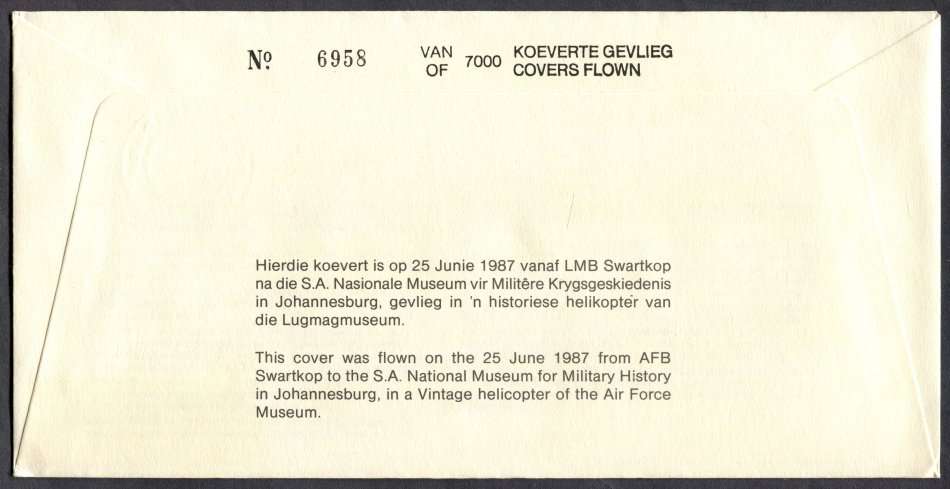 No. 6958 VAN OF 7000 KOEVERTE GEVLIEG
COVERS FLOWN
Hierdie koevert is op 25 Junie 1987 vanaf LMB Swartkop
na die S.A. Nasionale Museum vir Militêre Krygsgeskiedenis
in Johannesburg, gevlieg in 'n historiese helikopter van
die Lugmagmuseum.
This cover was flown on the 25 June 1987 from AFB
Swartkop to the S.A. National Museum for Military History
in Johannesburg, in a Vintage helicopter of the Air Force
Museum.